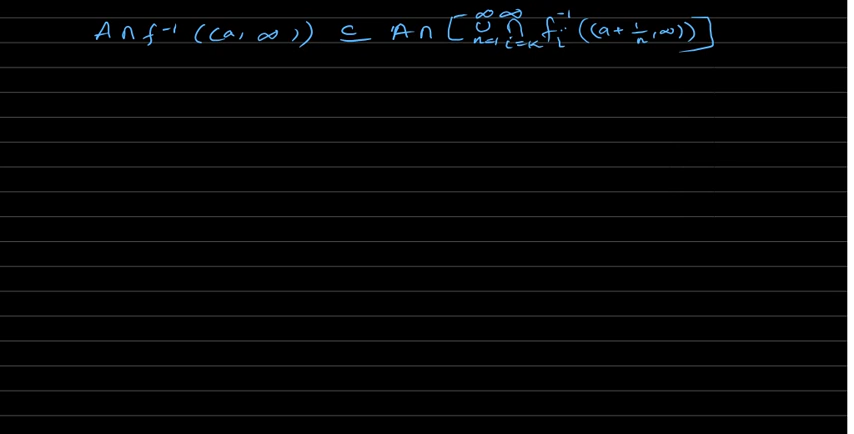 A ∩ f⁻¹ ((a, ∞)) ⊆ A ∩ [ ∪_{n=1}^{∞} ∩_{i=k}^{∞} f_i⁻¹ ((a + 1/n, ∞)) ]